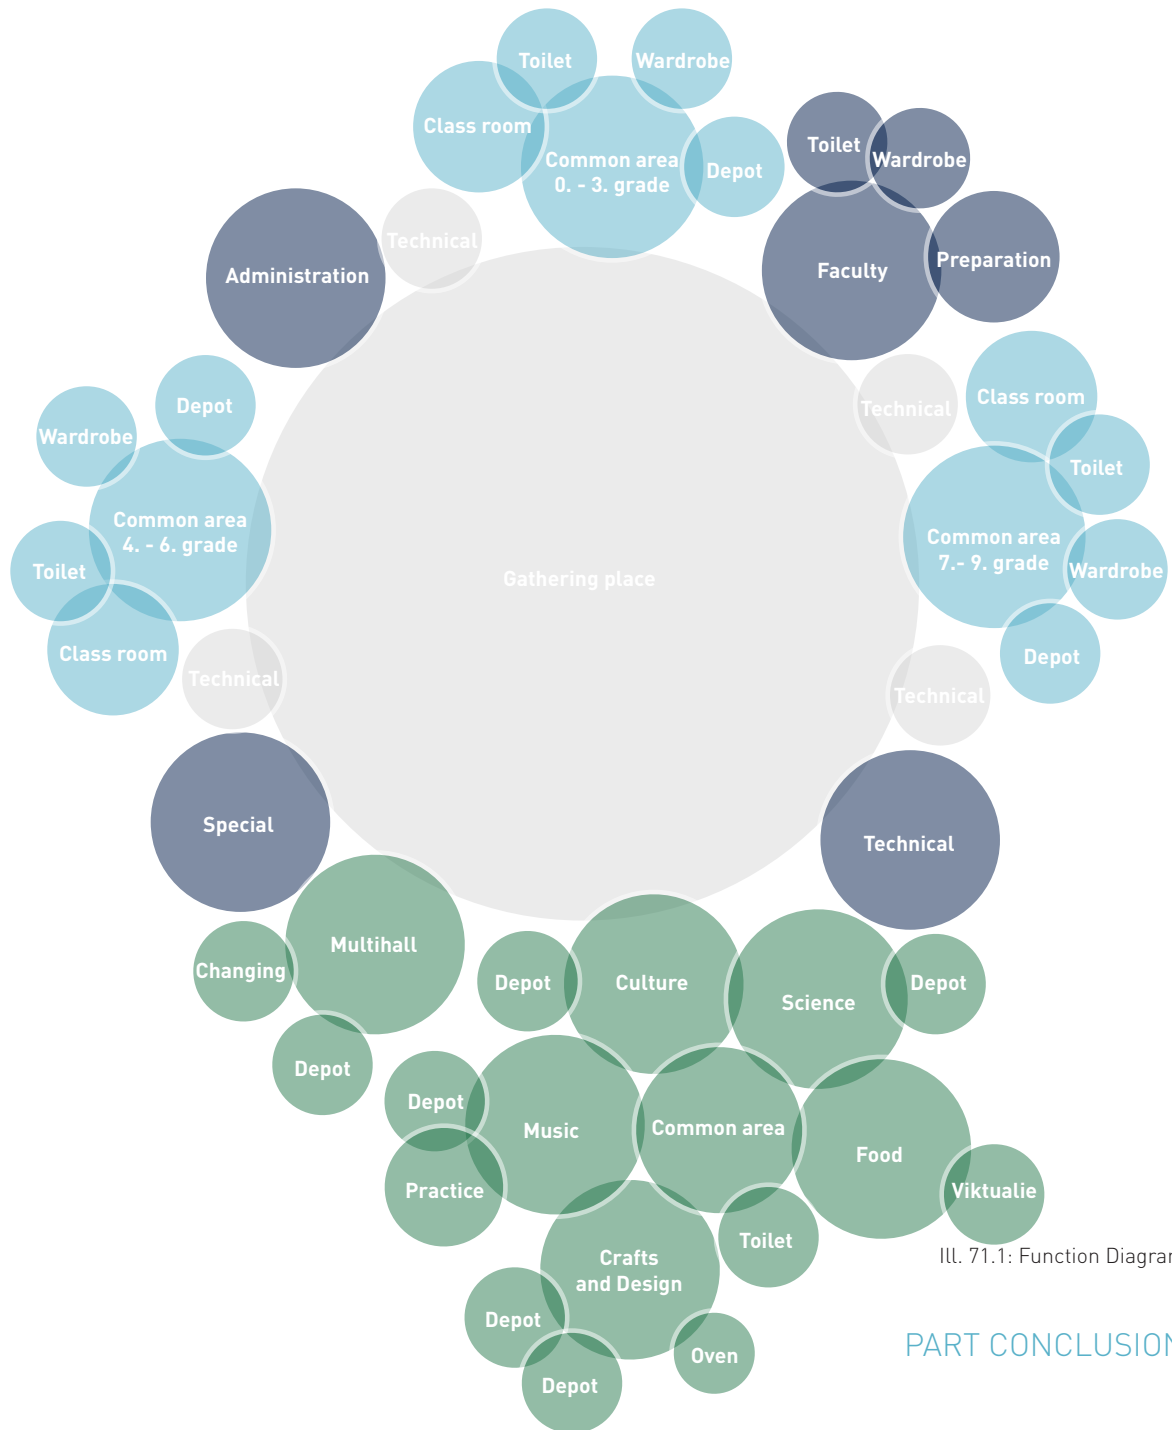 Toilet
Wardrobe
Class room
Common area
0. - 3. grade
Depot
Toilet
Wardrobe
Technical
Administration
Faculty
Preparation
Depot
Wardrobe
Technical
Class room
Toilet
Common area
4. - 6. grade
Toilet
Class room
Technical
Gathering place
Common area
7.- 9. grade
Wardrobe
Depot
Technical
Special
Technical
Multihall
Changing
Depot
Depot
Culture
Science
Depot
Depot
Music
Common area
Food
Practice
Viktualie
Toilet
Crafts
and Design
Depot
Depot
Oven
Ill. 71.1: Function
PART